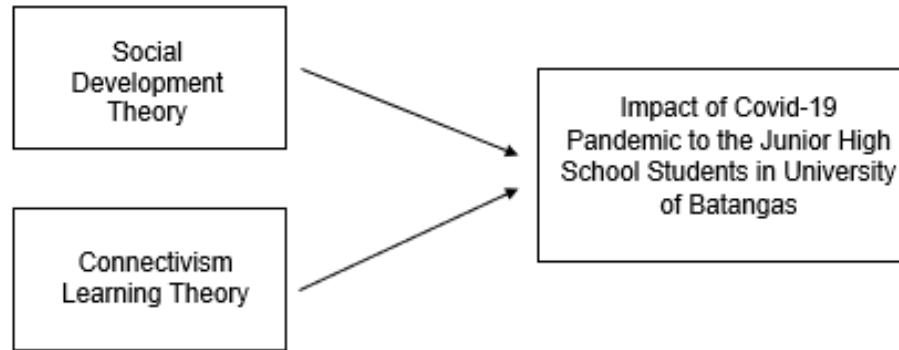 Social
Development
Theory
Impact of Covid-19
Pandemic to the Junior High
School Students in University
of Batangas
Connectivism
Learning Theory